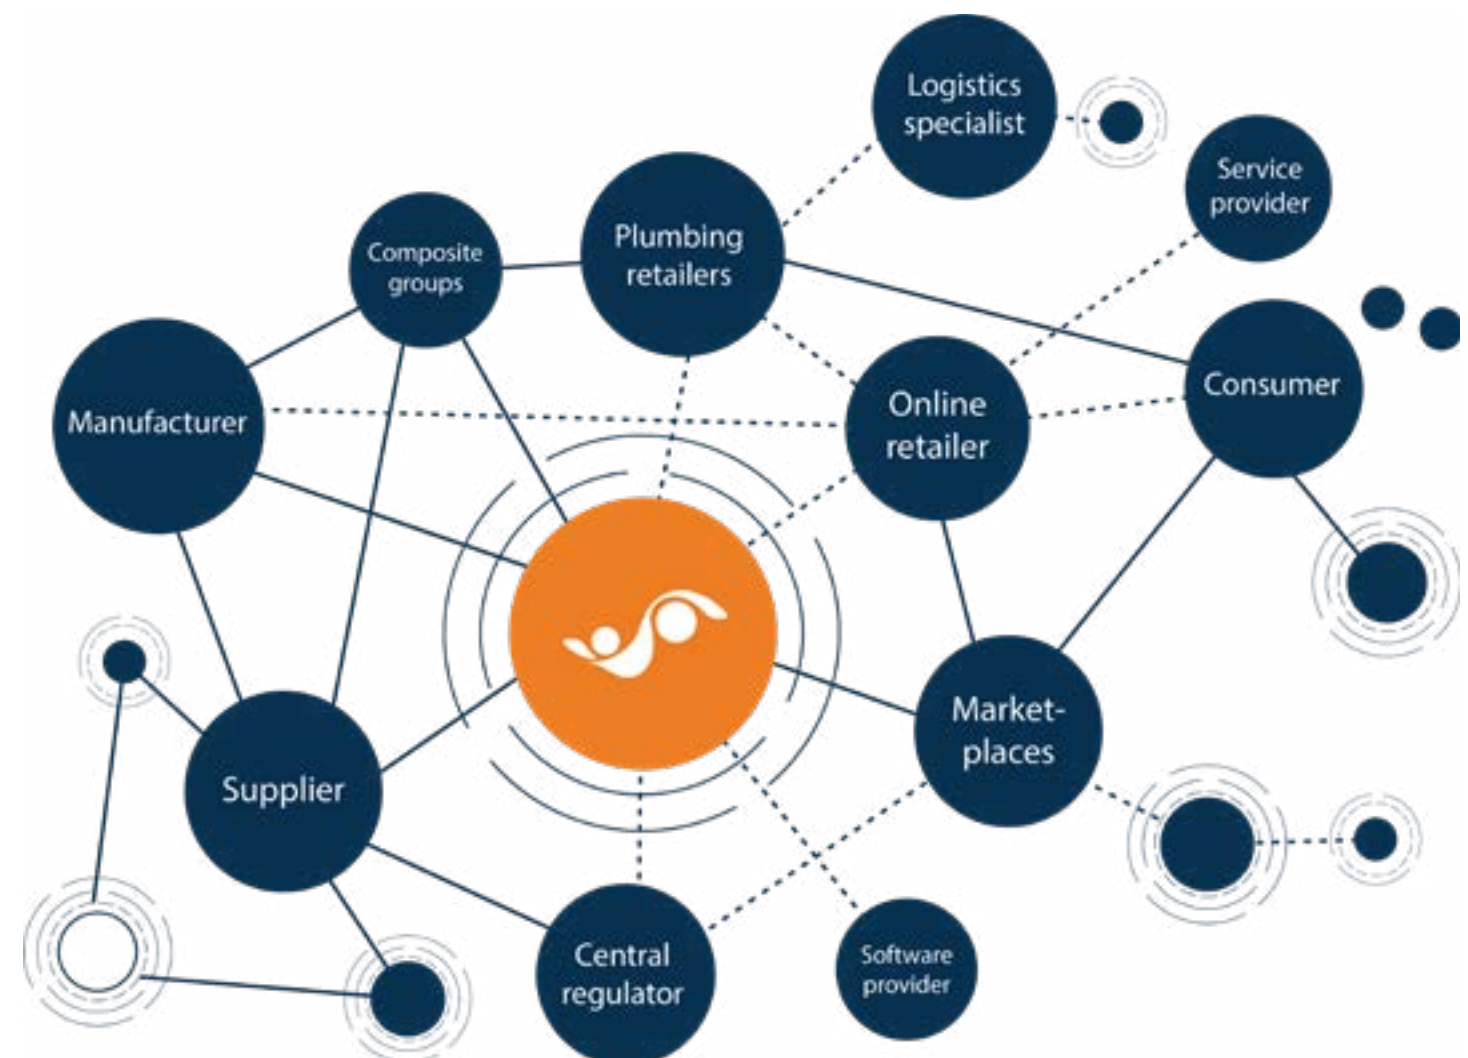 Logistics
specialist
Service
provider
Plumbing
retailers
Composite
groups
Consumer
Online
retailer
Manufacturer
Market-
places
Supplier
Central
regulator
Software
provider